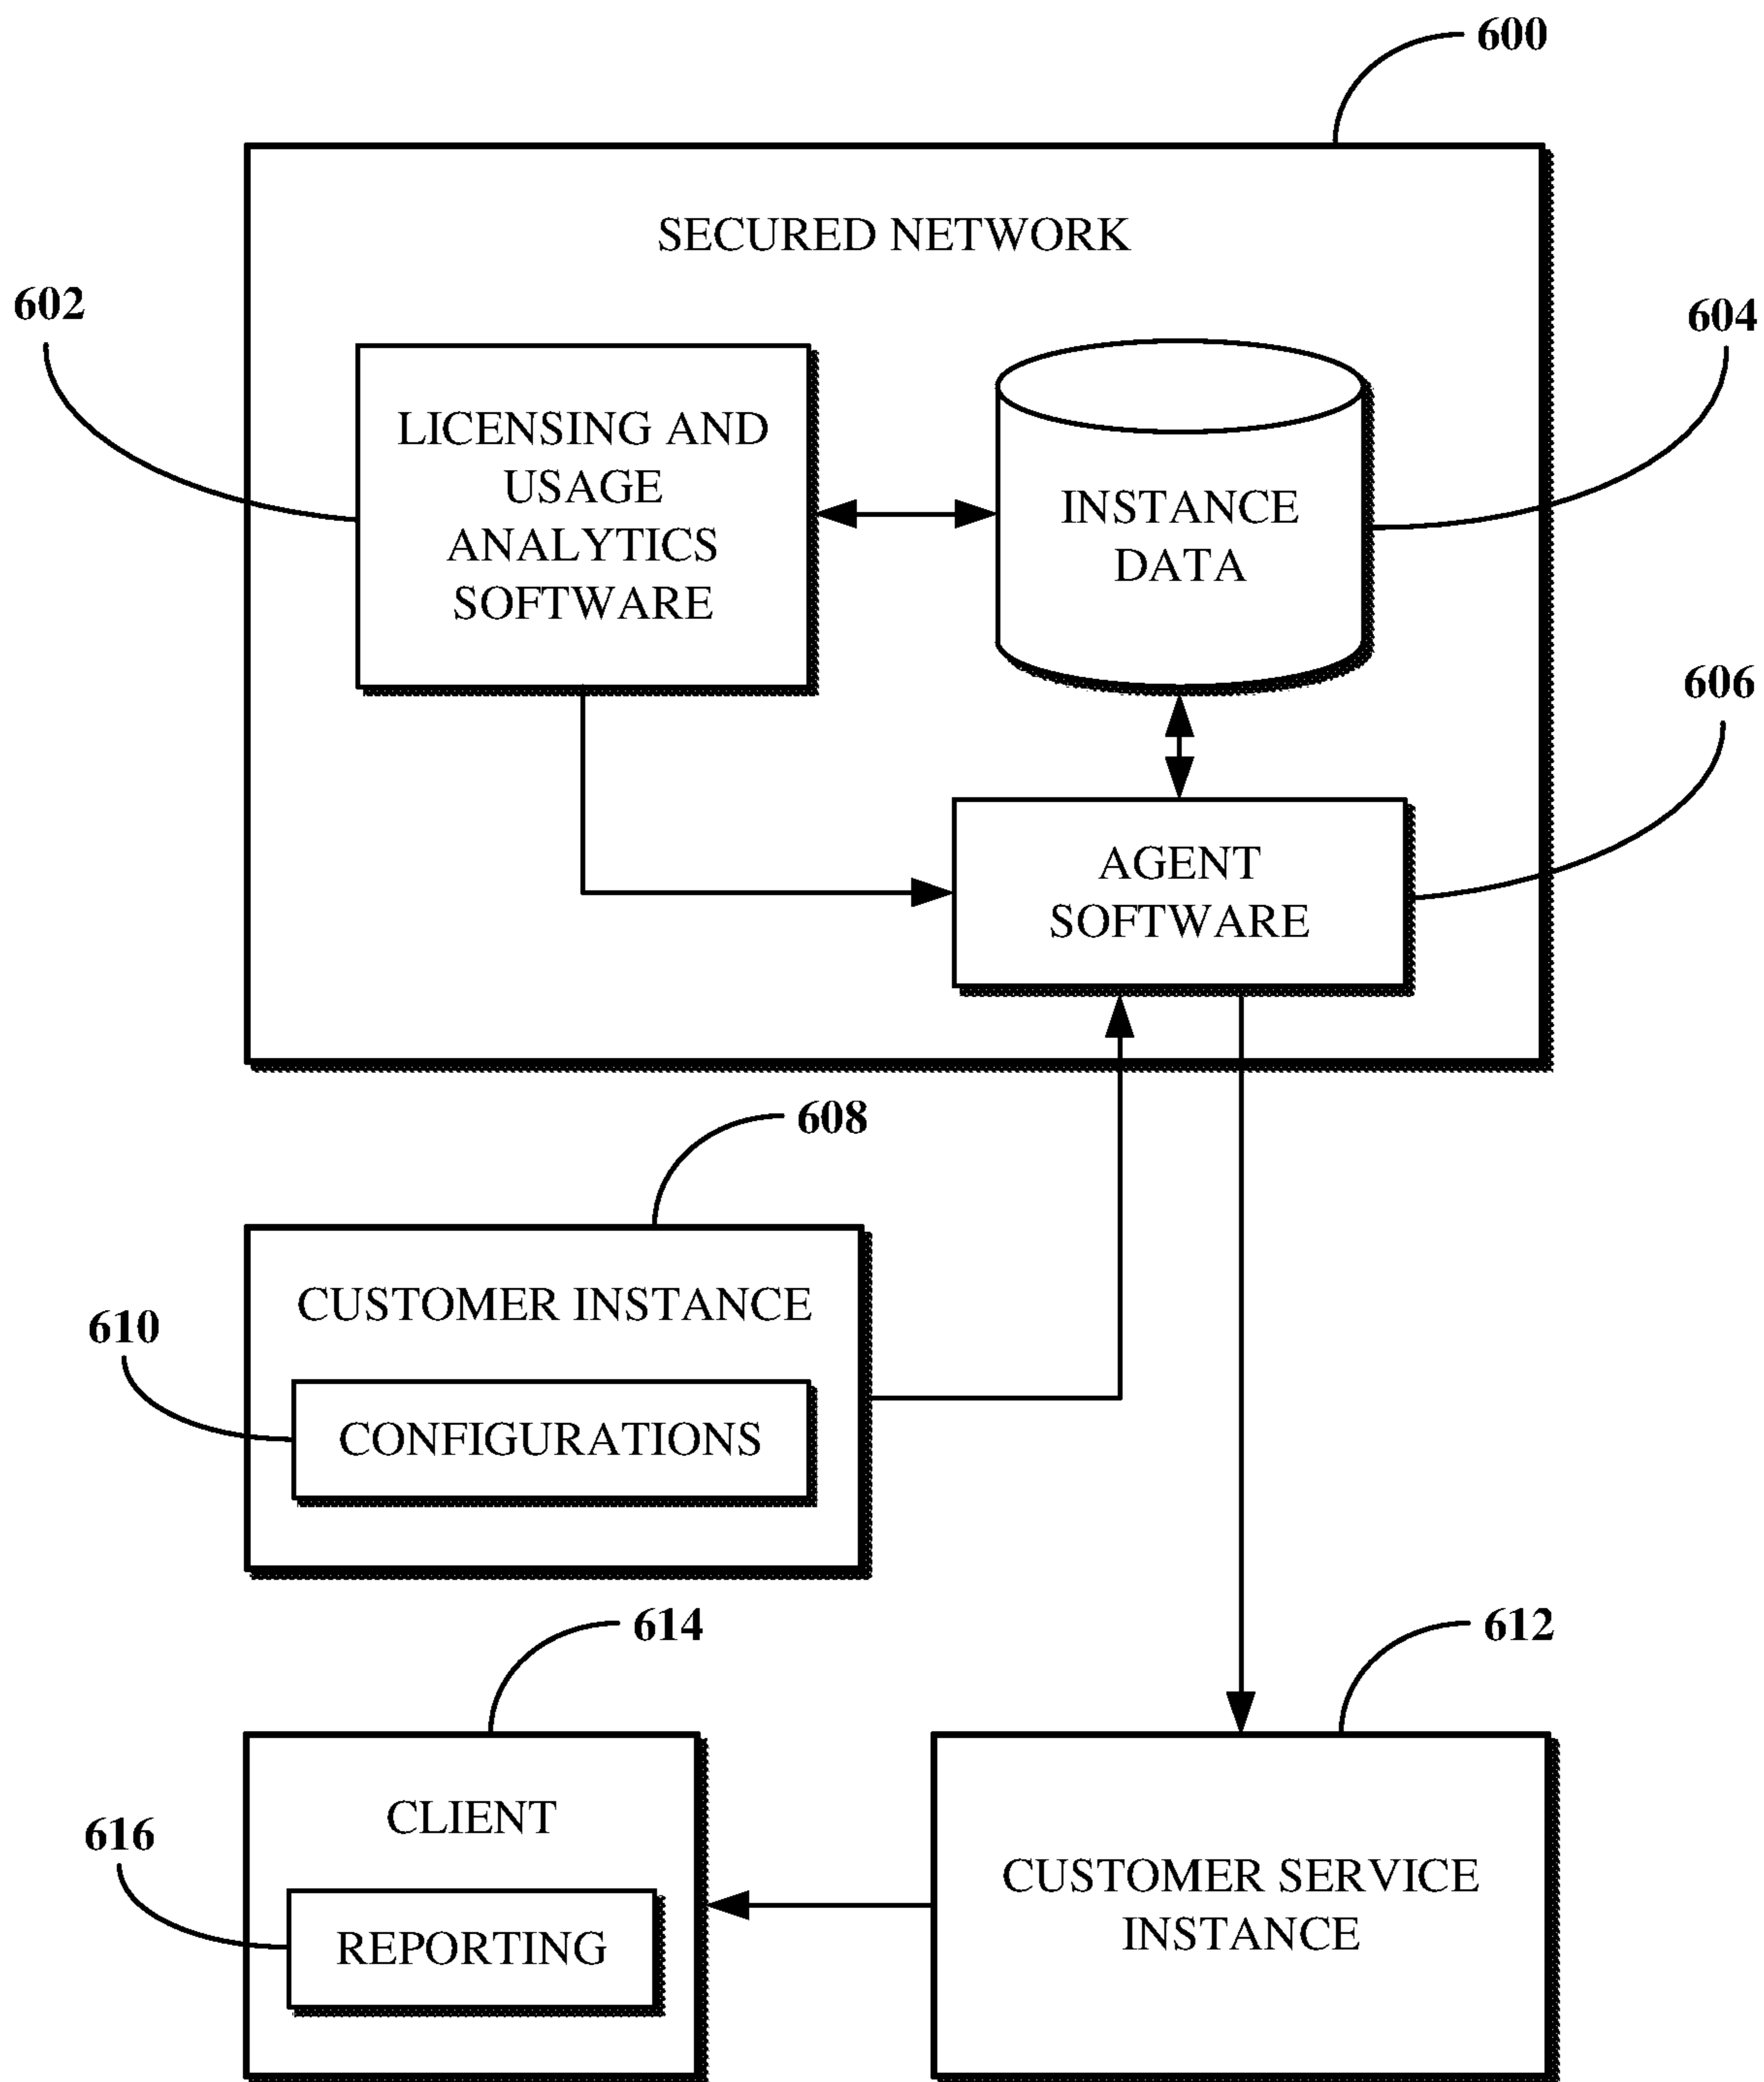 600
SECURED NETWORK
602
604
LICENSING AND
USAGE
ANALYTICS
SOFTWARE
INSTANCE
DATA
606
AGENT
SOFTWARE
608
CUSTOMER INSTANCE
610
CONFIGURATIONS
614
612
CLIENT
616
REPORTING
CUSTOMER SERVICE
INSTANCE